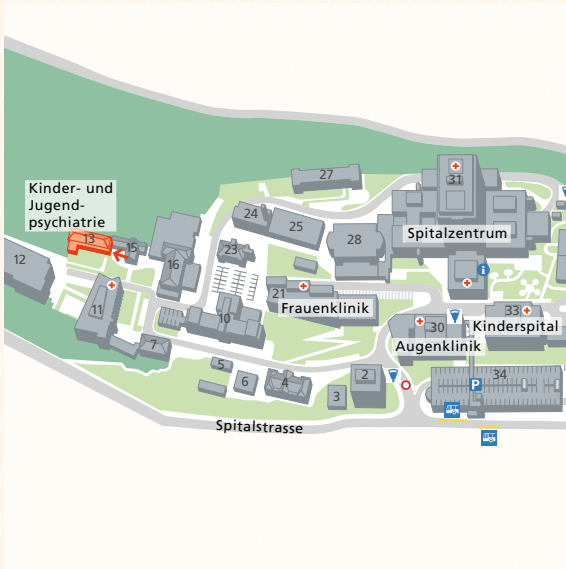 27
31
Kinder- und
Jugend-
psychiatrie
24
25
28
Spitalzentrum
13
15
23
12
16
i
21
Frauenklinik
11
10
30
33
Kinderspital
Augenklinik
7
5
6
4
2
3
34
P
Spitalstrasse